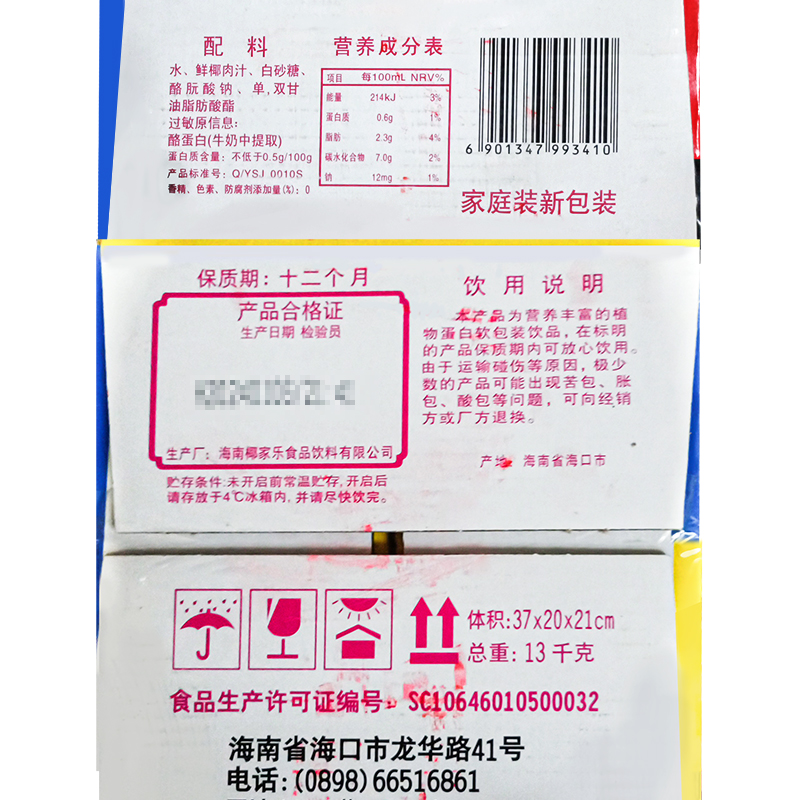 配 料
水、鲜椰肉汁、白砂糖、
酪朊酸钠、单,双甘
油脂肪酸酯
过敏原信息:
酪蛋白(牛奶中提取)
蛋白质含量: 不低于0.5g/100g
产品标准号: Q/YSJ 0010S
香精、色素、防腐剂添加量(%): 0
营养成分表
项目 每100mL NRV%
能量 214kJ 3%
蛋白质 0.6g 1%
脂肪 2.3g 4%
碳水化合物 7.0g 2%
钠 12mg 1%
6 901347 993410
家庭装新包装
保质期: 十二个月
产品合格证
生产日期 检验员
生产厂: 海南椰家乐食品饮料有限公司
贮存条件:未开启前常温贮存, 开启后
请存放于4℃冰箱内, 并请尽快饮完。
饮 用 说 明
本产品为营养丰富的植
物蛋白软包装饮品, 在标明
的产品保质期内可放心饮用。
由于运输碰伤等原因, 极少
数的产品可能出现苦包、胀
包、酸包等问题, 可向经销
方或厂方退换。
产地: 海南省海口市
体积:37x20x21cm
总重: 13 千克
食品生产许可证编号: SC10646010500032
海南省海口市龙华路41号
电话:(0898)66516861